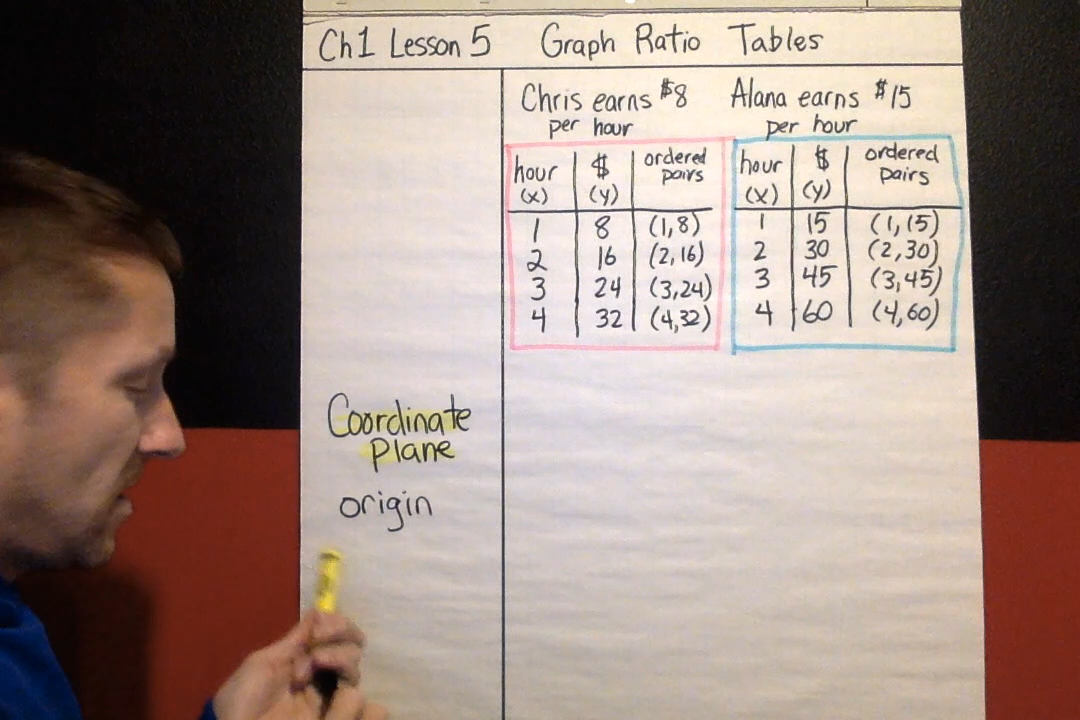 Ch1 Lesson 5 Graph Ratio Tables
Chris earns $8
per hour
Alana earns $15
per hour
hour $ ordered pairs
(x) (y)
1 8 (1,8)
2 16 (2,16)
3 24 (3,24)
4 32 (4,32)
hour $ ordered pairs
(x) (y)
1 15 (1,15)
2 30 (2,30)
3 45 (3,45)
4 60 (4,60)
Coordinate
Plane
origin